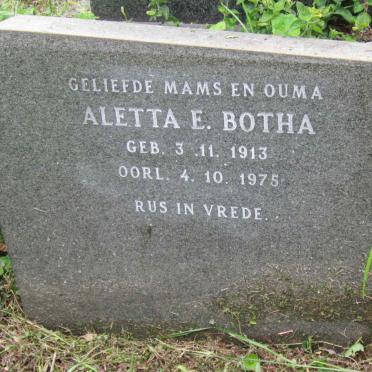 GELIEFDE MAMS EN OUMA
ALETTA E. BOTHA
GEB. 3 .11. 1913
OORL. 4. 10. 1975
RUS IN VREDE.